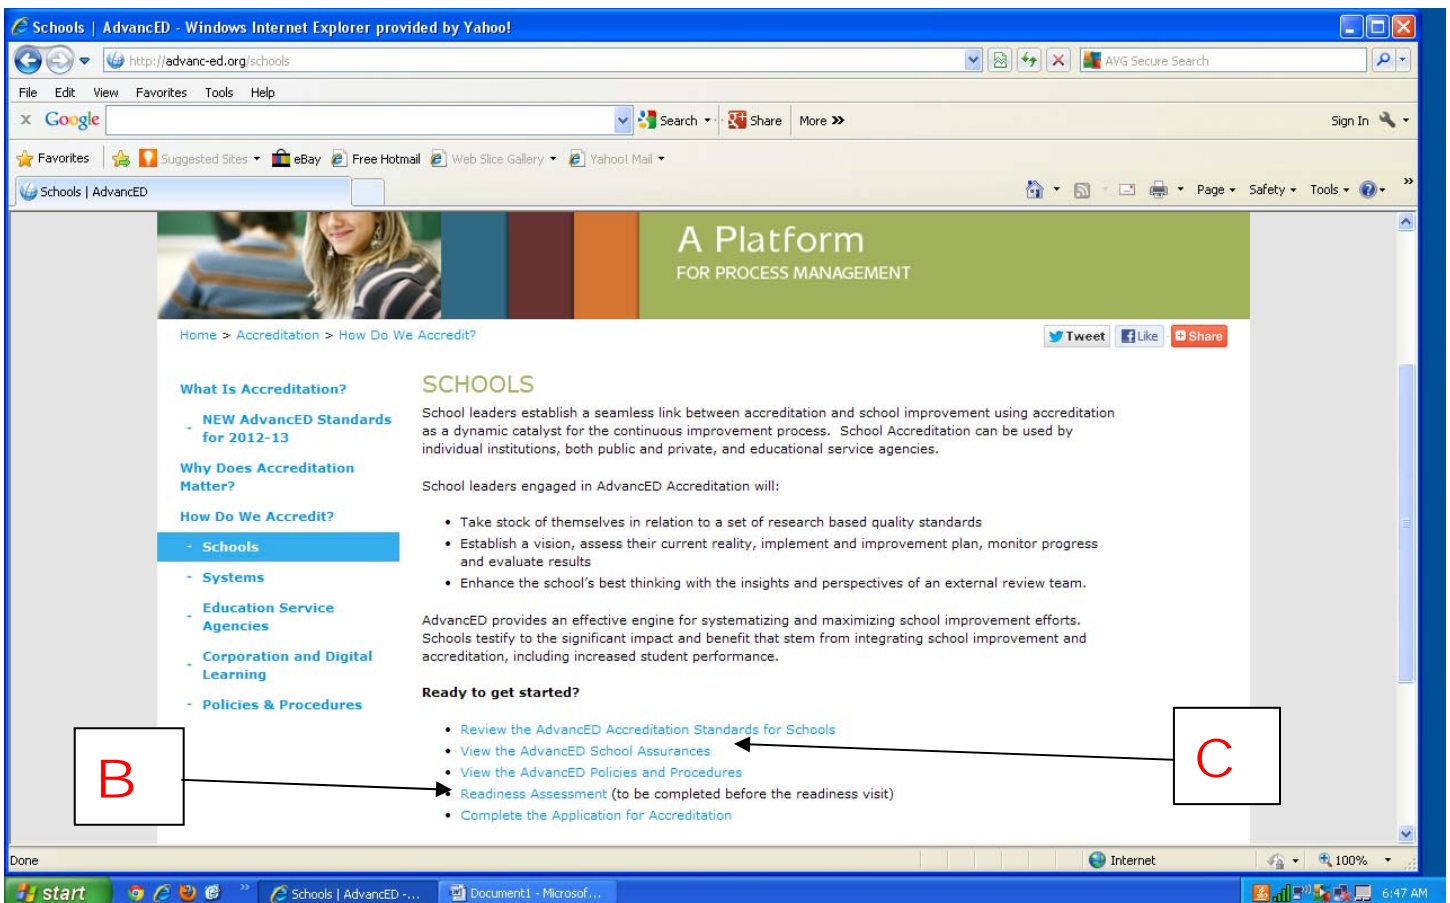 Schools | AdvancED - Windows Internet Explorer provided by Yahoo!
http://advanc-ed.org/schools
AVG Secure Search
File Edit View Favorites Tools Help
x Google Search Share More >> Sign In
Favorites Suggested Sites eBay Free Hotmail Web Slice Gallery Yahoo! Mail
Schools | AdvancED Page Safety Tools >>
A Platform
FOR PROCESS MANAGEMENT
Home > Accreditation > How Do We Accredit?
Tweet Like Share
What Is Accreditation?
- NEW AdvancED Standards
for 2012-13
Why Does Accreditation
Matter?
How Do We Accredit?
- Schools
- Systems
- Education Service
Agencies
- Corporation and Digital
Learning
- Policies & Procedures
SCHOOLS
School leaders establish a seamless link between accreditation and school improvement using accreditation
as a dynamic catalyst for the continuous improvement process. School Accreditation can be used by
individual institutions, both public and private, and educational service agencies.
School leaders engaged in AdvancED Accreditation will:
• Take stock of themselves in relation to a set of research based quality standards
• Establish a vision, assess their current reality, implement and improvement plan, monitor progress
and evaluate results
• Enhance the school's best thinking with the insights and perspectives of an external review team.
AdvancED provides an effective engine for systematizing and maximizing school improvement efforts.
Schools testify to the significant impact and benefit that stem from integrating school improvement and
accreditation, including increased student performance.
Ready to get started?
• Review the AdvancED Accreditation Standards for Schools
• View the AdvancED School Assurances
• View the AdvancED Policies and Procedures
• Readiness Assessment (to be completed before the readiness visit)
• Complete the Application for Accreditation
B
C
Done Internet 100%
start >> Schools | AdvancED -... Document1 - Microsof... 6:47 AM